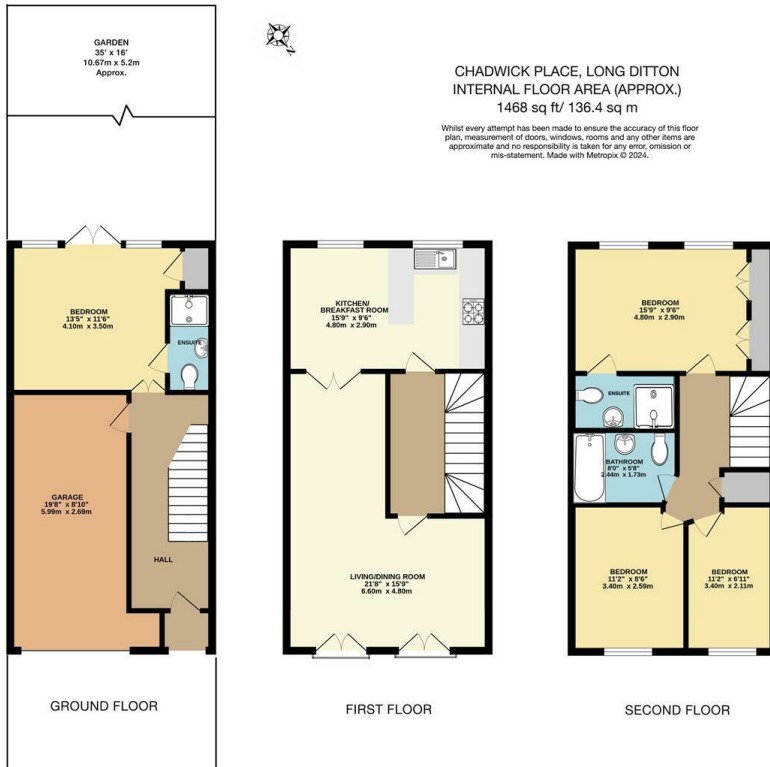 GARDEN
35' x 16'
10.67m x 5.2m
Approx.
N
CHADWICK PLACE, LONG DITTON
INTERNAL FLOOR AREA (APPROX.)
1468 sq ft/ 136.4 sq m
Whilst every attempt has been made to ensure the accuracy of this floor
plan, measurement of doors, windows, rooms and any other items are
approximate and no responsibility is taken for any error, omission or
mis-statement. Made with Metropix © 2024.
BEDROOM
13'5" x 11'6"
4.10m x 3.50m
ENSUITE
GARAGE
19'8" x 8'10"
5.99m x 2.69m
HALL
GROUND FLOOR
KITCHEN/
BREAKFAST ROOM
15'9" x 9'6"
4.80m x 2.90m
LIVING/DINING ROOM
21'8" x 15'9"
6.60m x 4.80m
FIRST FLOOR
BEDROOM
15'9" x 9'6"
4.80m x 2.90m
ENSUITE
BATHROOM
8'0" x 5'8"
2.44m x 1.73m
BEDROOM
11'2" x 8'6"
3.40m x 2.59m
BEDROOM
11'2" x 6'11"
3.40m x 2.11m
SECOND FLOOR